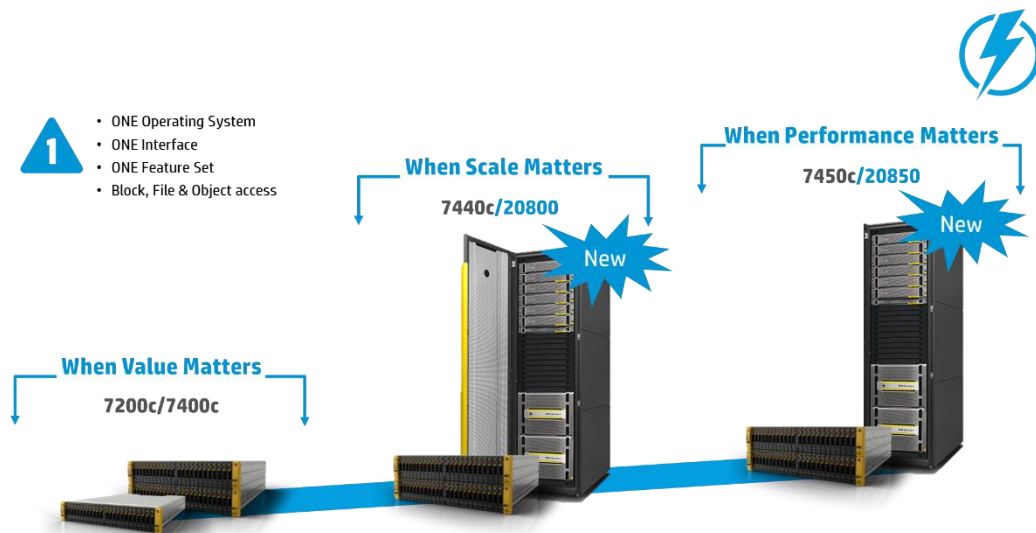 1
• ONE Operating System
• ONE Interface
• ONE Feature Set
• Block, File & Object access
When Performance Matters
7450c/20850
New
When Scale Matters
7440c/20800
New
When Value Matters
7200c/7400c